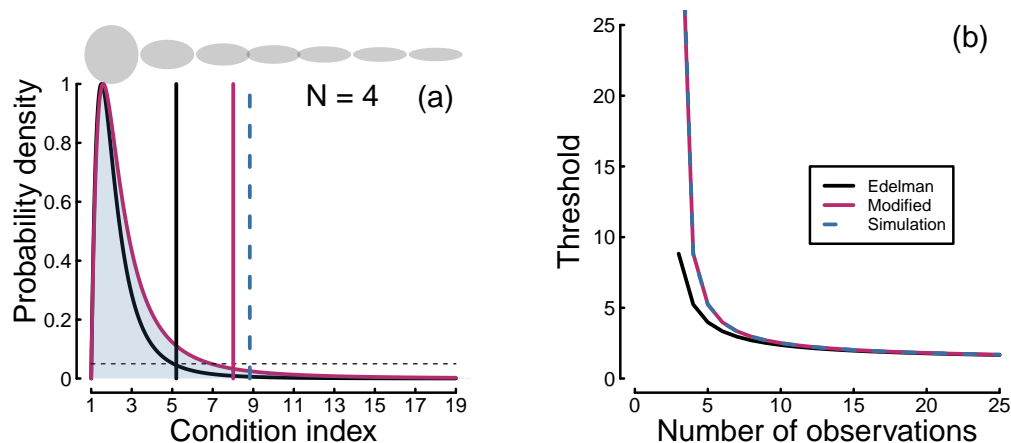 N = 4
(a)
Probability density
1
0.8
0.6
0.4
0.2
0
1 3 5 7 9 11 13 15 17 19
Condition index
(b)
Threshold
25
20
15
10
5
0
Edelman
Modified
Simulation
0 5 10 15 20 25
Number of observations